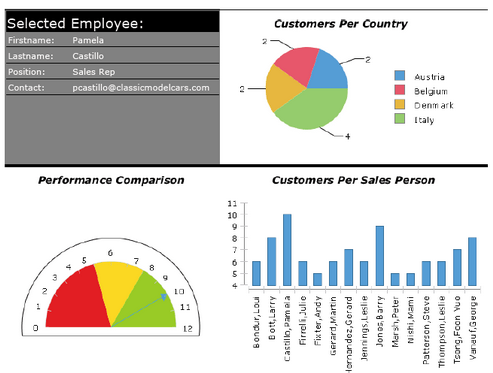 Selected Employee:
Firstname: Pamela
Lastname: Castillo
Position: Sales Rep
Contact: pcastillo@classicmodelcars.com
Customers Per Country
2
2
2
4
Austria
Belgium
Denmark
Italy
Performance Comparison
0
1
2
3
4
5
6
7
8
9
10
11
12
Customers Per Sales Person
11
10
9
8
7
6
5
4
Bondur,Loui
Bott,Larry
Castillo,Pamela
Firrelli,Julie
Fixter,Andy
Gerard,Martin
Hernandez,Gerard
Jennings,Leslie
Jones,Barry
Marsh,Peter
Nishi,Mami
Patterson,Steve
Thompson,Leslie
Tseng,Foon Yue
Vanauf,George